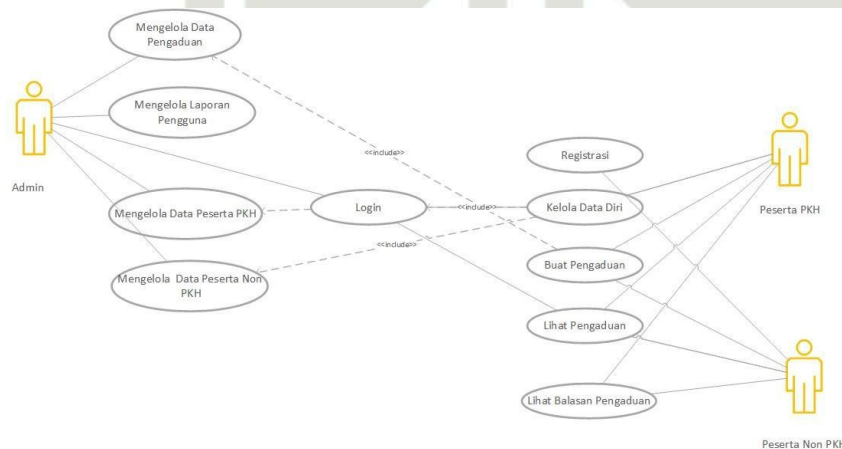 Mengelola Data
Pengaduan
Mengelola Laporan
Pengguna
Admin
Mengelola Data Peserta PKH
Mengelola Data Peserta Non
PKH
Login
<<include>>
<<include>>
<<include>>
Registrasi
Kelola Data Diri
Buat Pengaduan
Lihat Pengaduan
Lihat Balasan Pengaduan
Peserta PKH
Peserta Non PKH